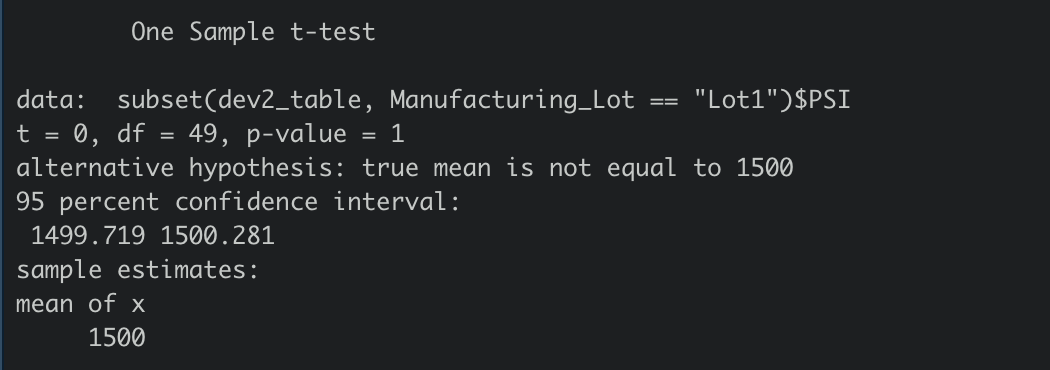 One Sample t-test
data:  subset(dev2_table, Manufacturing_Lot == "Lot1")$PSI
t = 0, df = 49, p-value = 1
alternative hypothesis: true mean is not equal to 1500
95 percent confidence interval:
1499.719 1500.281
sample estimates:
mean of x
1500